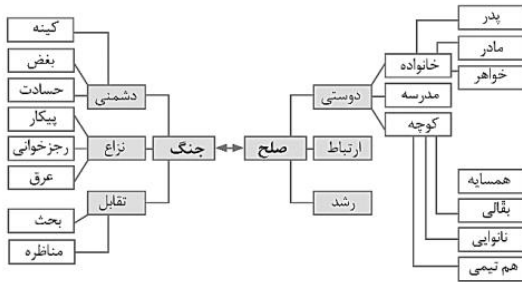 پدر
مادر
خواهر
خانواده
مدرسه
کوچه
همسایه
بقّالی
نانوایی
هم تیمی
دوستی
ارتباط
رشد
صلح
جنگ
دشمنی
نزاع
تقابل
کینه
بغض
حسادت
پیکار
رجزخوانی
عرق
بحث
مناظره